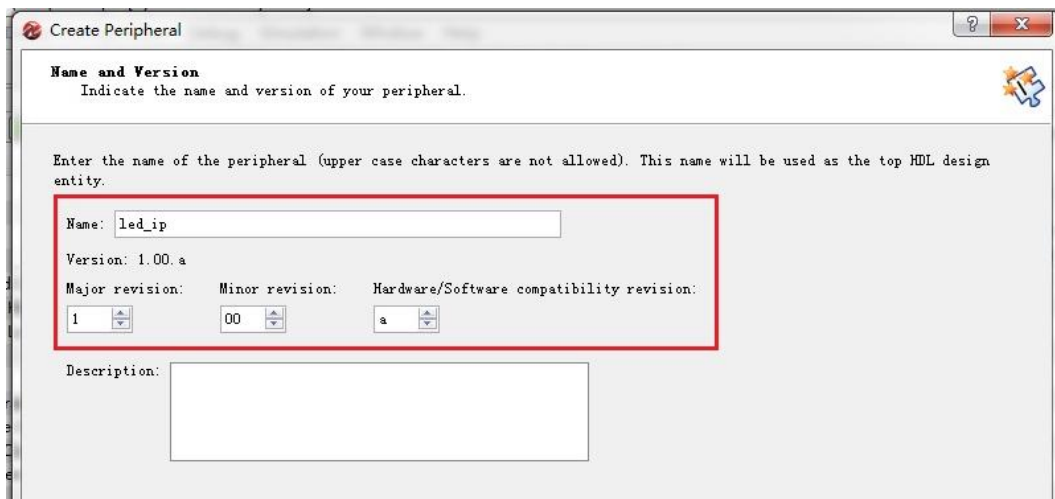 Create Peripheral
Name and Version
Indicate the name and version of your peripheral.
Enter the name of the peripheral (upper case characters are not allowed). This name will be used as the top HDL design
entity.
Name: led_ip
Version: 1.00.a
Major revision: Minor revision: Hardware/Software compatibility revision:
1 00 a
Description: